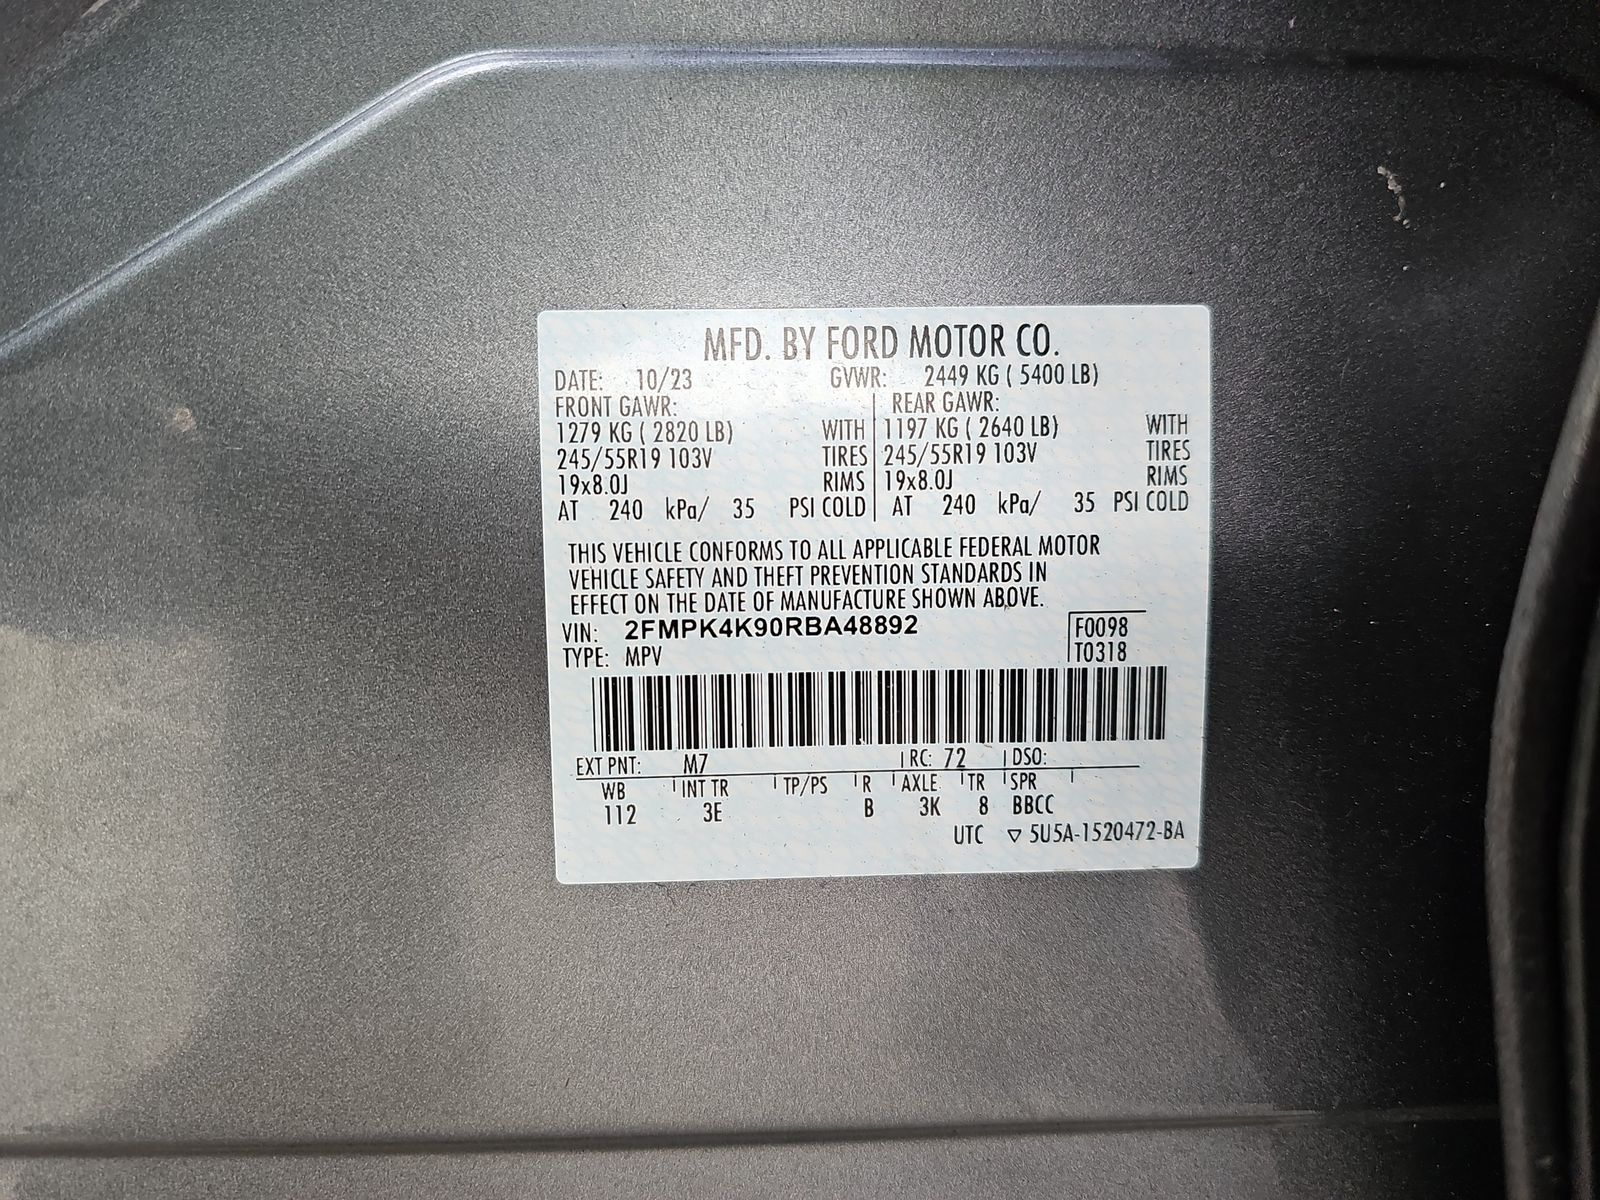 MFD. BY FORD MOTOR CO.
DATE: 10/23 GVWR: 2449 KG ( 5400 LB)
FRONT GAWR: REAR GAWR:
1279 KG ( 2820 LB) WITH 1197 KG ( 2640 LB) WITH
245/55R19 103V TIRES 245/55R19 103V TIRES
19x8.0J RIMS 19x8.0J RIMS
AT 240 kPa/ 35 PSI COLD AT 240 kPa/ 35 PSI COLD
THIS VEHICLE CONFORMS TO ALL APPLICABLE FEDERAL MOTOR
VEHICLE SAFETY AND THEFT PREVENTION STANDARDS IN
EFFECT ON THE DATE OF MANUFACTURE SHOWN ABOVE.
VIN: 2FMPK4K90RBA48892 F0098
TYPE: MPV T0318
EXT PNT: M7 RC: 72 DSO:
WB INT TR TP/PS R AXLE TR SPR
112 3E B 3K 8 BBCC
UTC ▽ 5U5A-1520472-BA